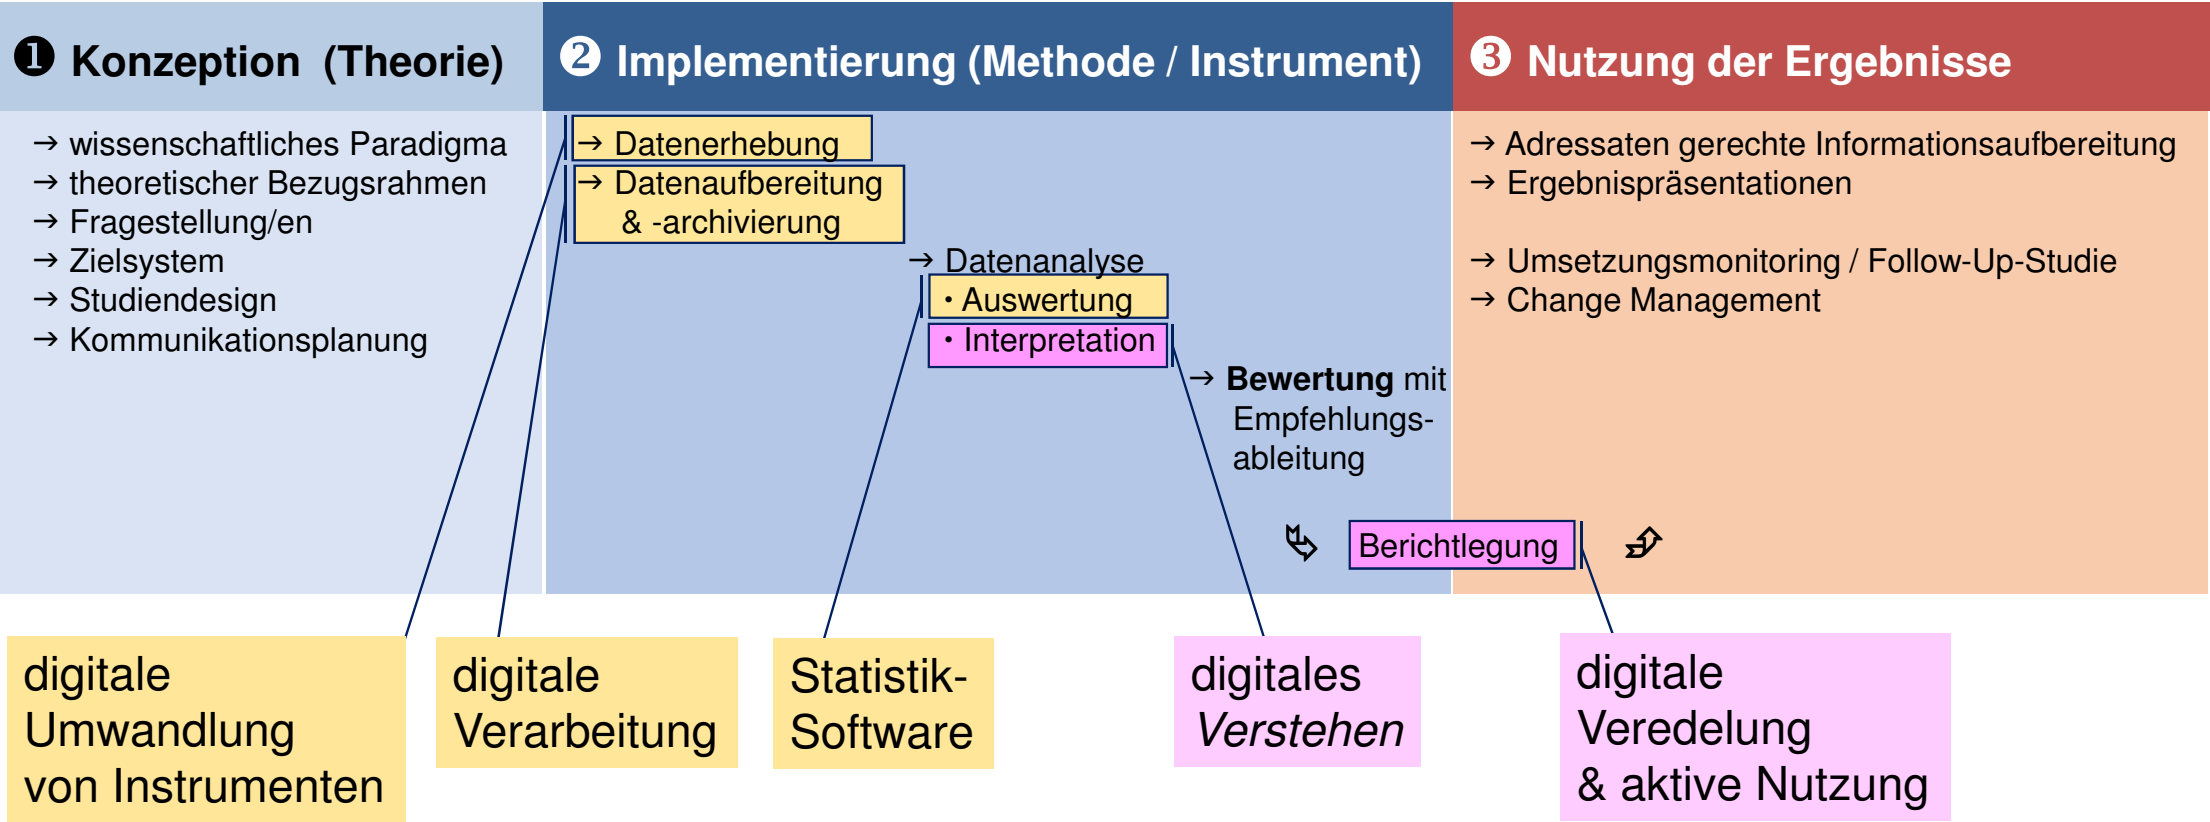 ❶ Konzeption (Theorie)
→ wissenschaftliches Paradigma
→ theoretischer Bezugsrahmen
→ Fragestellung/en
→ Zielsystem
→ Studiendesign
→ Kommunikationsplanung
❷ Implementierung (Methode / Instrument)
→ Datenerhebung
→ Datenaufbereitung
& -archivierung
→ Datenanalyse
• Auswertung
• Interpretation
→ Bewertung mit
Empfehlungs-
ableitung
Berichtlegung
❸ Nutzung der Ergebnisse
→ Adressaten gerechte Informationsaufbereitung
→ Ergebnispräsentationen
→ Umsetzungsmonitoring / Follow-Up-Studie
→ Change Management
digitale
Umwandlung
von Instrumenten
digitale
Verarbeitung
Statistik-
Software
digitales
Verstehen
digitale
Veredelung
& aktive Nutzung